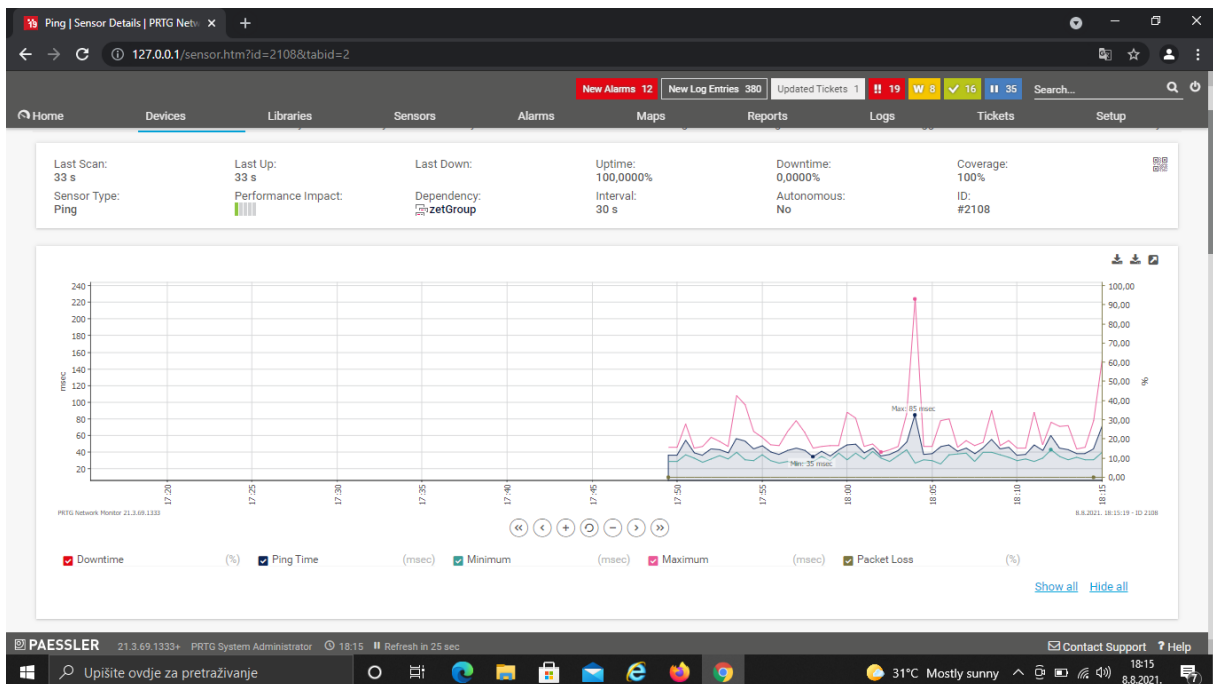 Ping | Sensor Details | PRTG Netw
127.0.0.1/sensor.htm?id=2108&tabid=2
New Alarms 12 New Log Entries 380 Updated Tickets 1 !! 19 W 8 16 35 Search...
Home Devices Libraries Sensors Alarms Maps Reports Logs Tickets Setup
Last Scan: Last Up: Last Down: Uptime: Downtime: Coverage:
33 s 33 s 100,0000% 0,0000% 100%
Sensor Type: Performance Impact: Dependency: Interval: Autonomous: ID:
Ping zetGroup 30 s No #2108
240
220
200
180
160
140
120
100
80
60
40
20
msec
100,00
90,00
80,00
70,00
60,00
50,00
40,00
30,00
20,00
10,00
0,00
%
Max: 85 msec
Min: 35 msec
17:20 17:25 17:30 17:35 17:40 17:45 17:50 17:55 18:00 18:05 18:10 18:15
PRTG Network Monitor 21.3.69.1333 8.8.2021. 18:15:19 - ID 2108
Downtime (%) Ping Time (msec) Minimum (msec) Maximum (msec) Packet Loss (%)
Show all Hide all
PAESSLER 21.3.69.1333+ PRTG System Administrator 18:15 Refresh in 25 sec Contact Support ? Help
Upišite ovdje za pretraživanje 31°C Mostly sunny 18:15
8.8.2021. 7